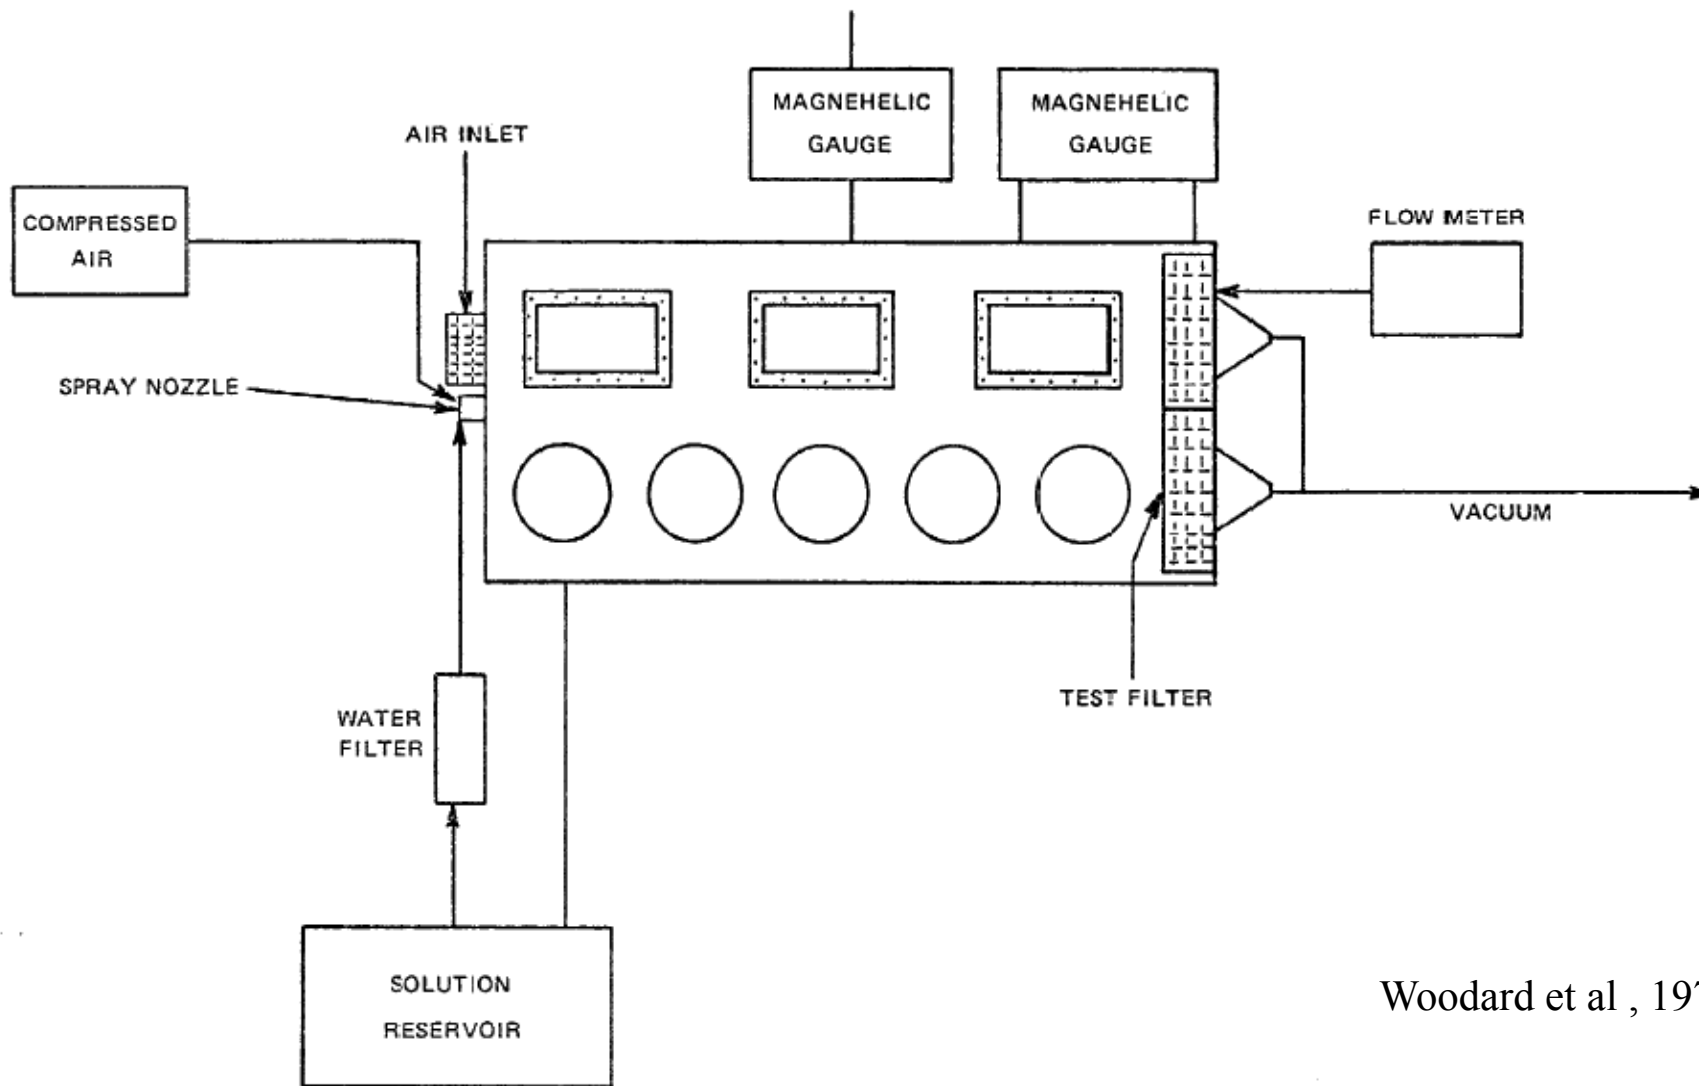 MAGNEHELIC
GAUGE
MAGNEHELIC
GAUGE
AIR INLET
COMPRESSED
AIR
FLOW METER
SPRAY NOZZLE
VACUUM
TEST FILTER
WATER
FILTER
SOLUTION
RESERVOIR
Woodard et al , 19